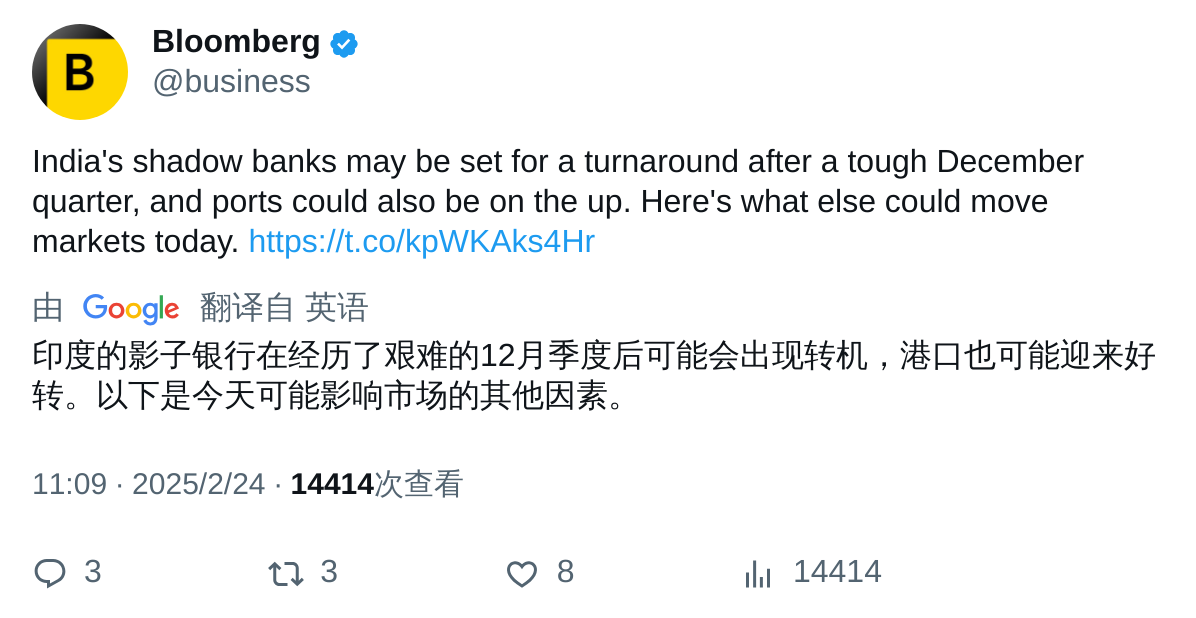 B
Bloomberg
@business
India's shadow banks may be set for a turnaround after a tough December
quarter, and ports could also be on the up. Here's what else could move
markets today. https://t.co/kpWKAks4Hr
由 Google 翻译自 英语
印度的影子银行在经历了艰难的12月季度后可能会出现转机，港口也可能迎来好
转。以下是今天可能影响市场的其他因素。
11:09 · 2025/2/24 · 14414次查看
3 3 8 14414